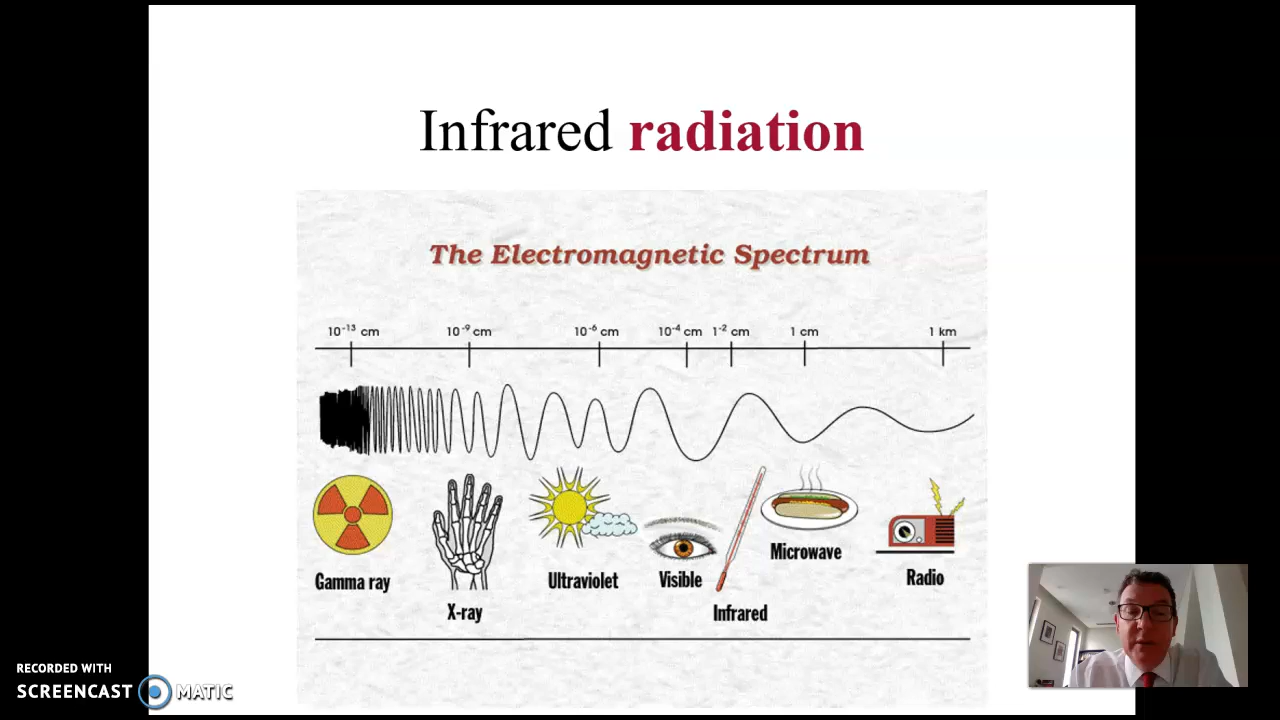 Infrared radiation
The Electromagnetic Spectrum
10-13 cm 10-9 cm 10-6 cm 10-4 cm 1-2 cm 1 cm 1 km
Gamma ray
X-ray
Ultraviolet
Visible
Infrared
Microwave
Radio
RECORDED WITH
SCREENCAST MATIC